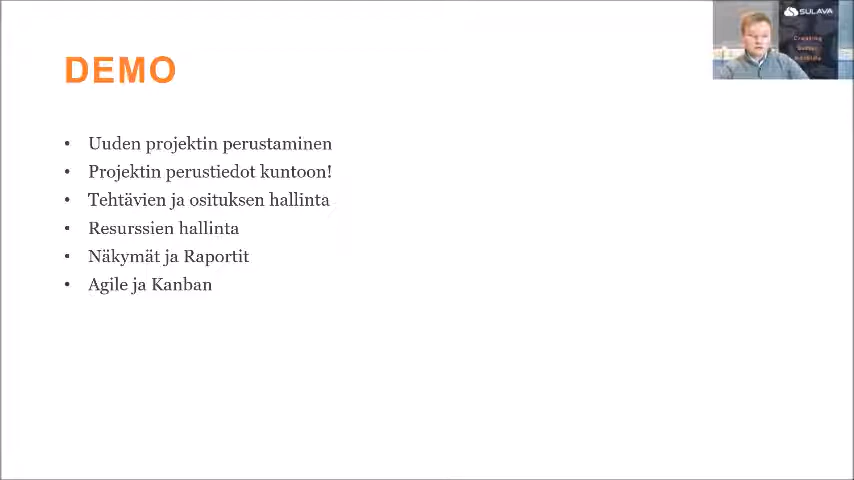 SULAVA
DEMO
• Uuden projektin perustaminen
• Projektin perustiedot kuntoon!
• Tehtävien ja osituksen hallinta
• Resurssien hallinta
• Näkymät ja Raportit
• Agile ja Kanban